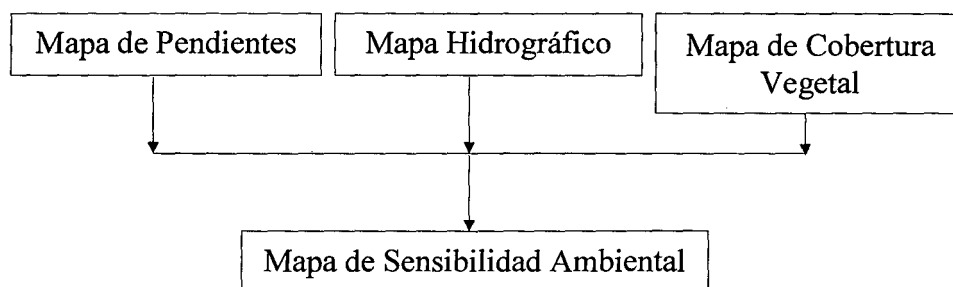 Mapa de Pendientes
Mapa Hidrográfico
Mapa de Cobertura
Vegetal
Mapa de Sensibilidad Ambiental